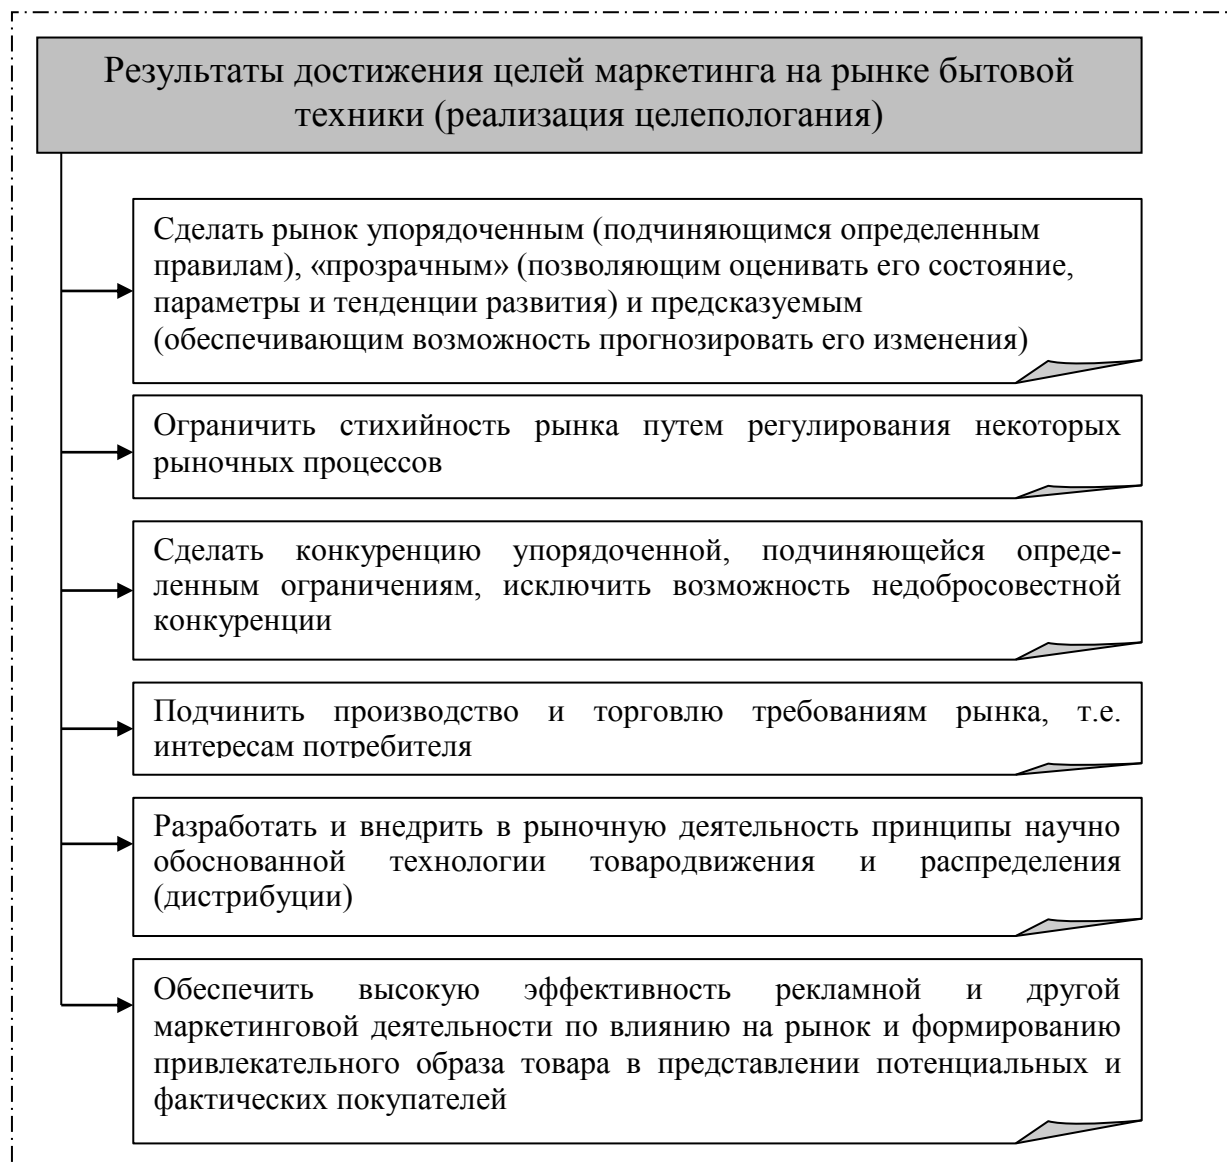 Результаты достижения целей маркетинга на рынке бытовой
техники (реализация целепологания)
Сделать рынок упорядоченным (подчиняющимся определенным
правилам), «прозрачным» (позволяющим оценивать его состояние,
параметры и тенденции развития) и предсказуемым
(обеспечивающим возможность прогнозировать его изменения)
Ограничить стихийность рынка путем регулирования некоторых
рыночных процессов
Сделать конкуренцию упорядоченной, подчиняющейся опреде-
ленным ограничениям, исключить возможность недобросовестной
конкуренции
Подчинить производство и торговлю требованиям рынка, т.е.
интересам потребителя
Разработать и внедрить в рыночную деятельность принципы научно
обоснованной технологии товародвижения и распределения
(дистрибуции)
Обеспечить высокую эффективность рекламной и другой
маркетинговой деятельности по влиянию на рынок и формированию
привлекательного образа товара в представлении потенциальных и
фактических покупателей